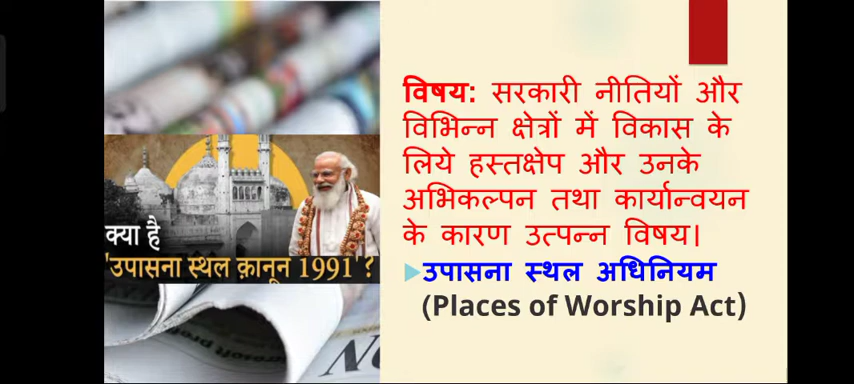 क्या है
'उपासना स्थल क़ानून 1991' ?
विषय: सरकारी नीतियों और
विभिन्न क्षेत्रों में विकास के
लिये हस्तक्षेप और उनके
अभिकल्पन तथा कार्यान्वयन
के कारण उत्पन्न विषय।
उपासना स्थल अधिनियम
(Places of Worship Act)